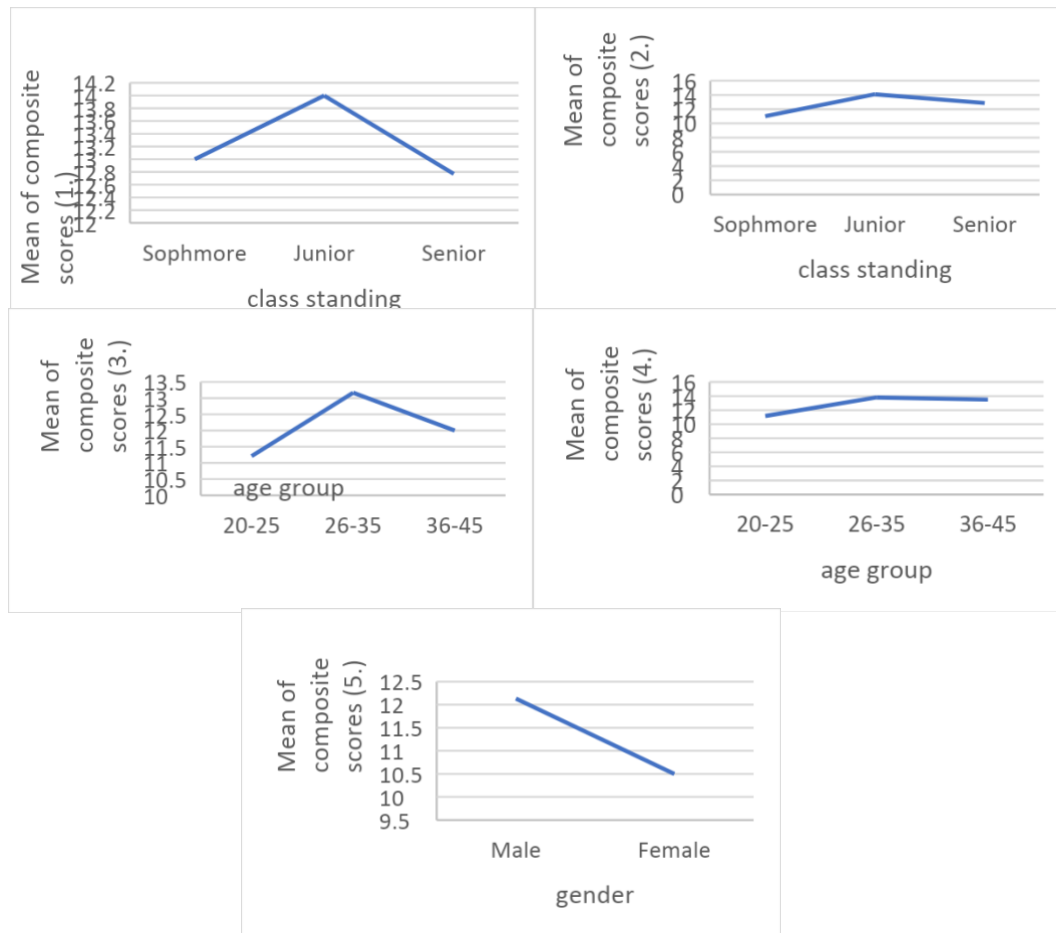 Mean of composite
scores (1.)
14.2
14
13.8
13.6
13.4
13.2
13
12.8
12.6
12.4
12.2
12
Sophmore Junior Senior
class standing
Mean of
composite
scores (2.)
16
14
12
10
8
6
4
2
0
Sophmore Junior Senior
class standing
Mean of
composite
scores (3.)
13.5
13
12.5
12
11.5
11
10.5
10
age group
20-25 26-35 36-45
Mean of
composite
scores (4.)
16
14
12
10
8
6
4
2
0
20-25 26-35 36-45
age group
Mean of
composite
scores (5.)
12.5
12
11.5
11
10.5
10
9.5
Male Female
gender